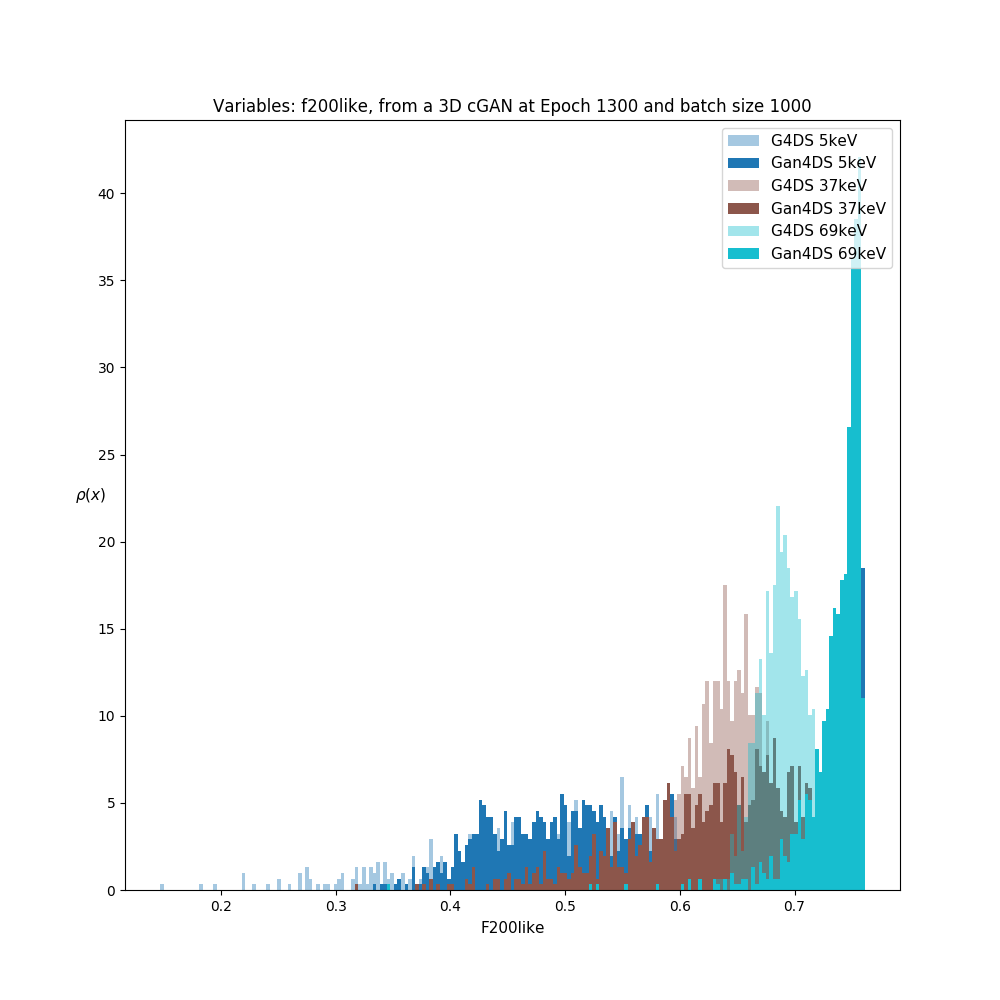 Variables: f200like, from a 3D cGAN at Epoch 1300 and batch size 1000
G4DS 5keV
Gan4DS 5keV
G4DS 37keV
Gan4DS 37keV
G4DS 69keV
Gan4DS 69keV
40
35
30
25
ρ(x)
20
15
10
5
0
0.2 0.3 0.4 0.5 0.6 0.7
F200like